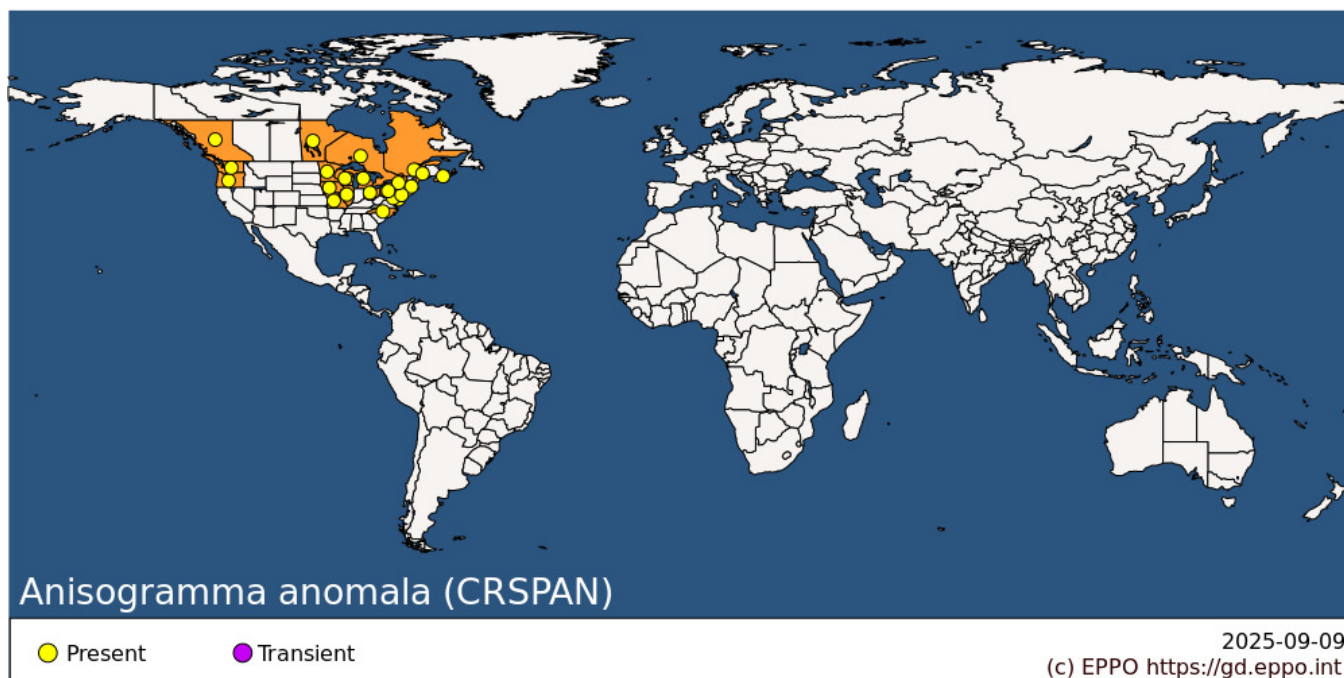 Anisogramma anomala (CRSPAN)
Present
Transient
2025-09-09
(c) EPPO https://gd.eppo.int